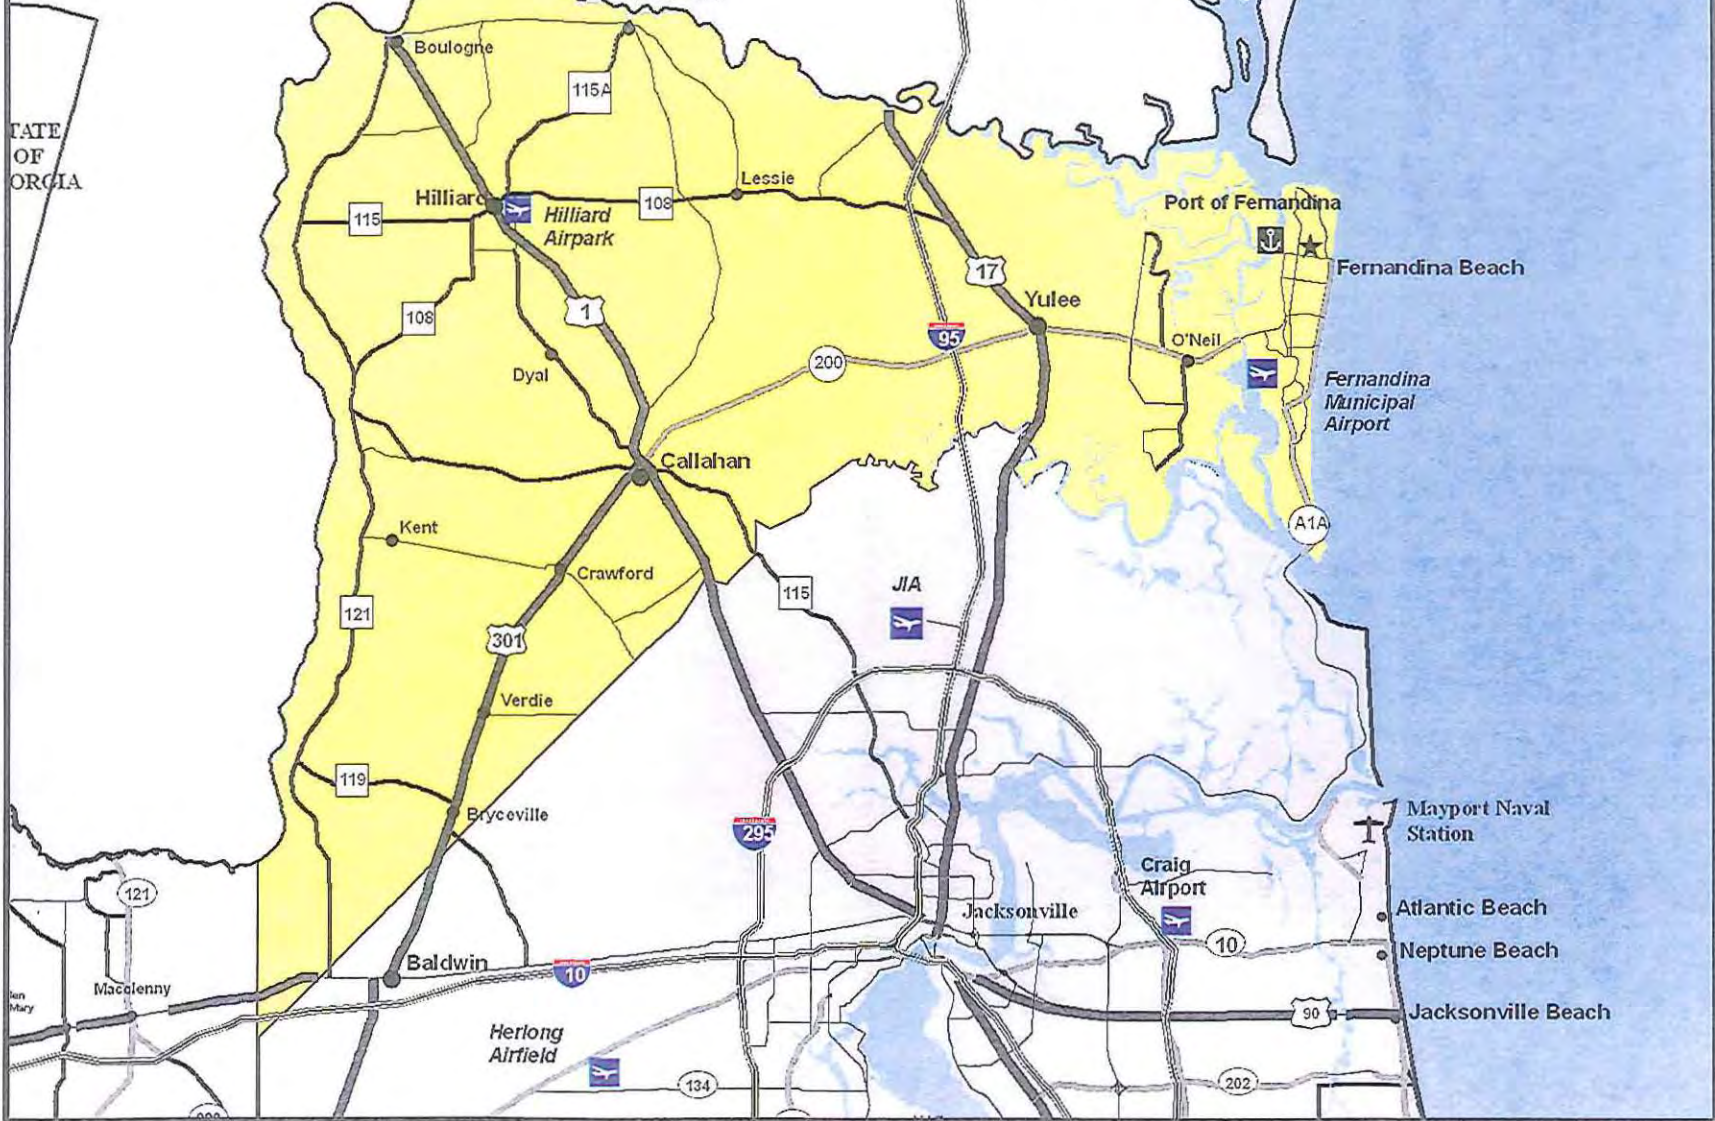 Boulogne
115A
TATE
OF
ORGIA
Lessie
Hilliard
108
115
Hilliard
Airpark
Port of Fernandina
Fernandina Beach
17
Yulee
1
108
95
O'Neil
200
Dyal
Fernandina
Municipal
Airport
Callahan
Kent
A1A
Crawford
JIA
115
121
301
Verdie
119
Bryceville
295
Mayport Naval
Station
Craig
Airport
121
Jacksonville
Atlantic Beach
10
Neptune Beach
Baldwin
10
Macclenny
Mary
90
Jacksonville Beach
Herlong
Airfield
134
202